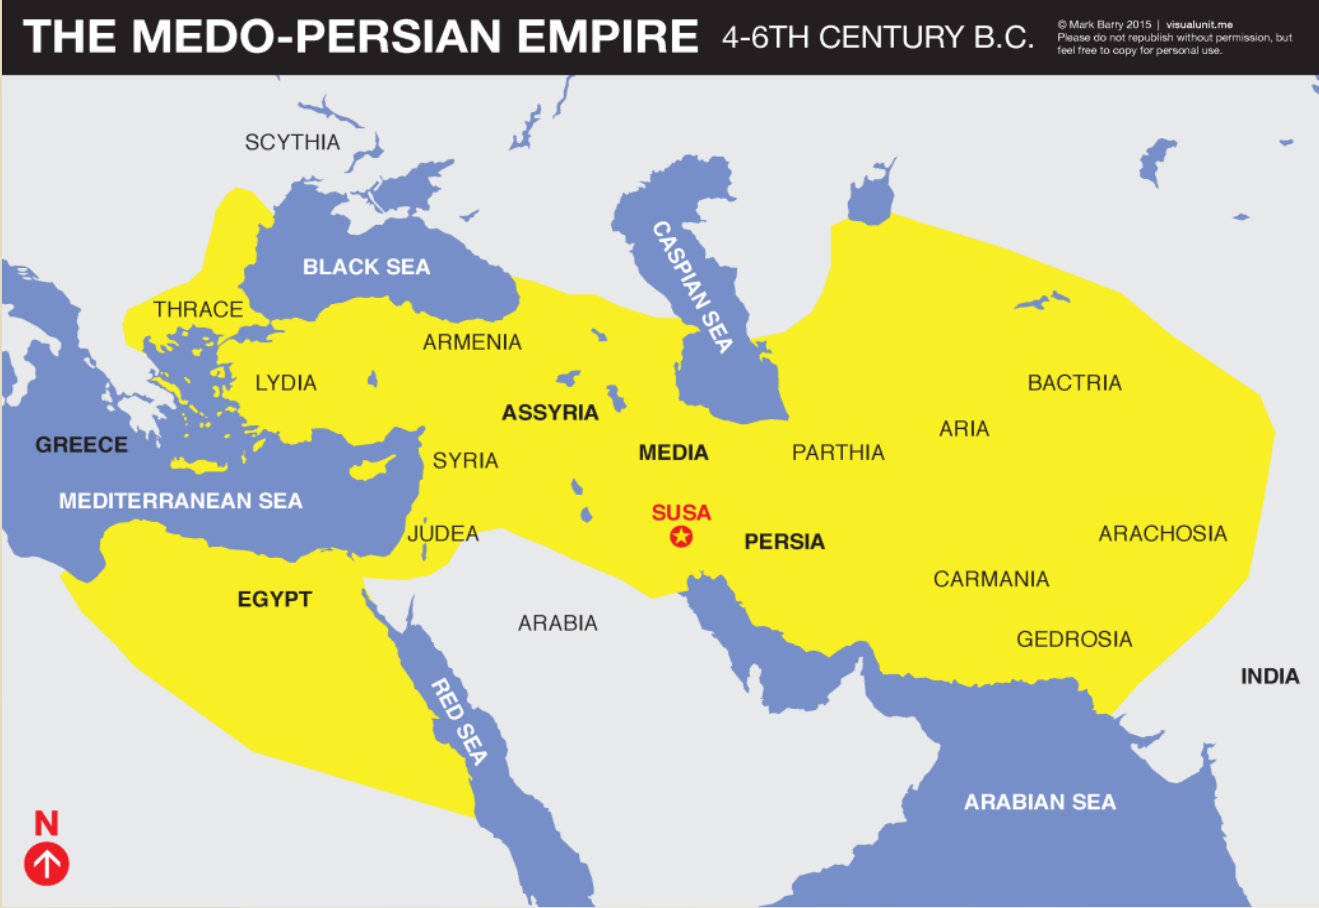 THE MEDO-PERSIAN EMPIRE 4-6TH CENTURY B.C.
© Mark Barry 2015 | visualunit.me
Please do not republish without permission, but
feel free to copy for personal use.
SCYTHIA
BLACK SEA
CASPIAN SEA
THRACE
ARMENIA
LYDIA
BACTRIA
ASSYRIA
ARIA
GREECE
MEDIA
PARTHIA
SYRIA
MEDITERRANEAN SEA
SUSA
JUDEA
PERSIA
ARACHOSIA
CARMANIA
EGYPT
ARABIA
GEDROSIA
INDIA
RED SEA
ARABIAN SEA
N